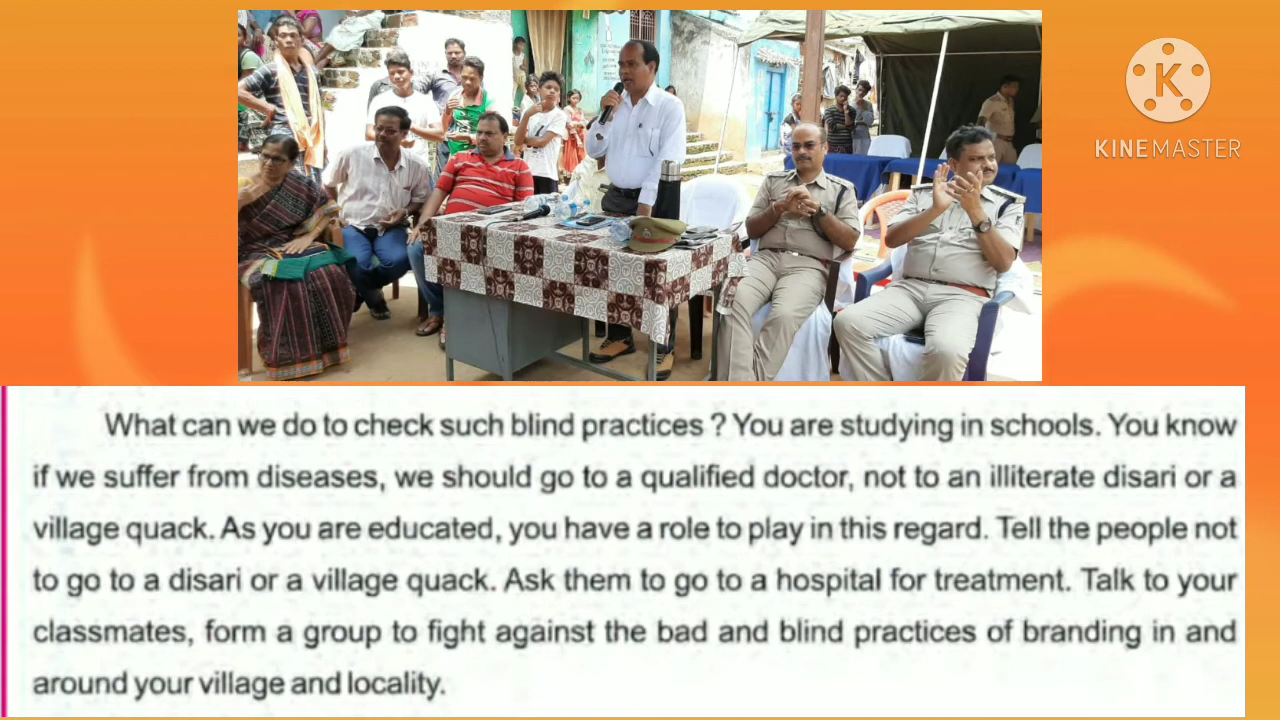 K
KINEMASTER
What can we do to check such blind practices ? You are studying in schools. You know
if we suffer from diseases, we should go to a qualified doctor, not to an illiterate disari or a
village quack. As you are educated, you have a role to play in this regard. Tell the people not
to go to a disari or a village quack. Ask them to go to a hospital for treatment. Talk to your
classmates, form a group to fight against the bad and blind practices of branding in and
around your village and locality.